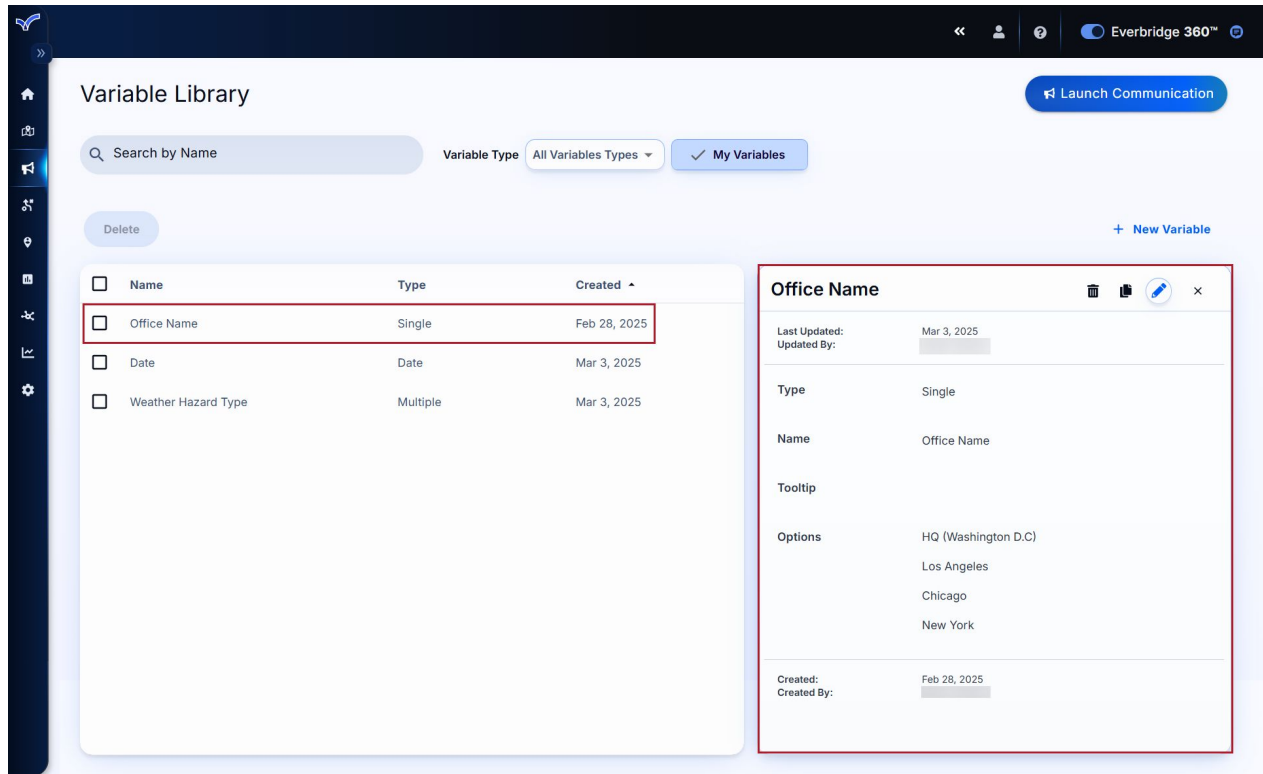 Everbridge 360™
Variable Library
Launch Communication
Search by Name
Variable Type All Variables Types My Variables
Delete
+ New Variable
Name Type Created
Office Name Single Feb 28, 2025
Date Date Mar 3, 2025
Weather Hazard Type Multiple Mar 3, 2025
Office Name
Last Updated: Mar 3, 2025
Updated By:
Type Single
Name Office Name
Tooltip
Options HQ (Washington D.C)
Los Angeles
Chicago
New York
Created: Feb 28, 2025
Created By: